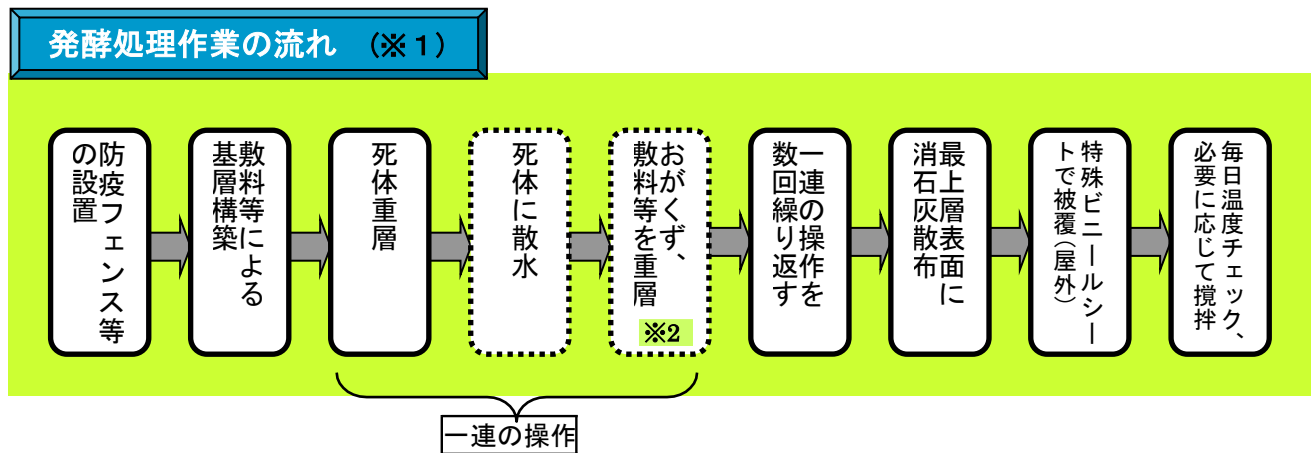 発酵処理作業の流れ （※１）
防疫フェンス等
の設置
敷料等による
基層構築
死体重層
死体に散水
おがくず、
敷料等を重層
※2
一連の操作を
数回繰り返す
最上層表面に
消石灰散布
特殊ビニールシー
トで被覆（屋外）
毎日温度チェック、
必要に応じて撹拌
一連の操作